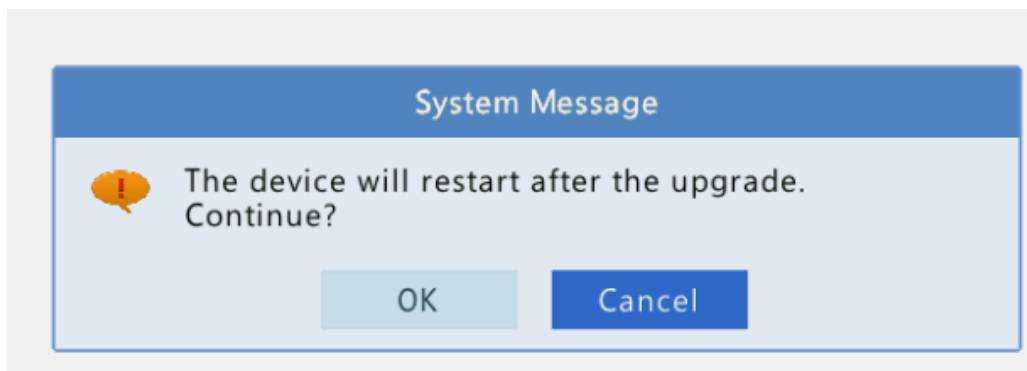 System Message
The device will restart after the upgrade.
Continue?
OK
Cancel